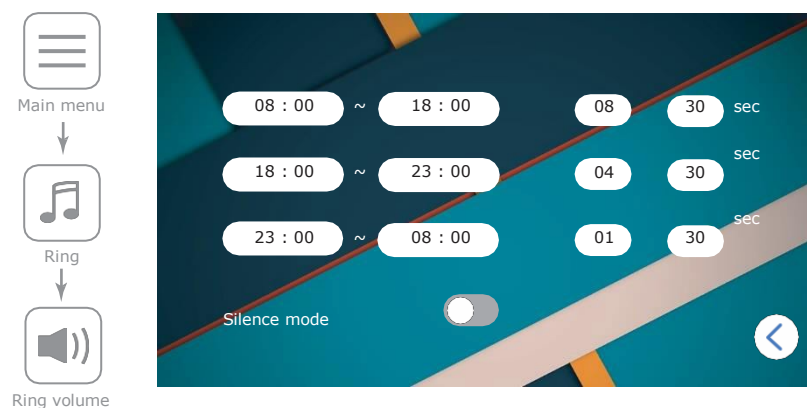 Main menu
Ring
Ring volume
08 : 00 ~ 18 : 00 08 30 sec
18 : 00 ~ 23 : 00 04 30 sec
23 : 00 ~ 08 : 00 01 30 sec
Silence mode